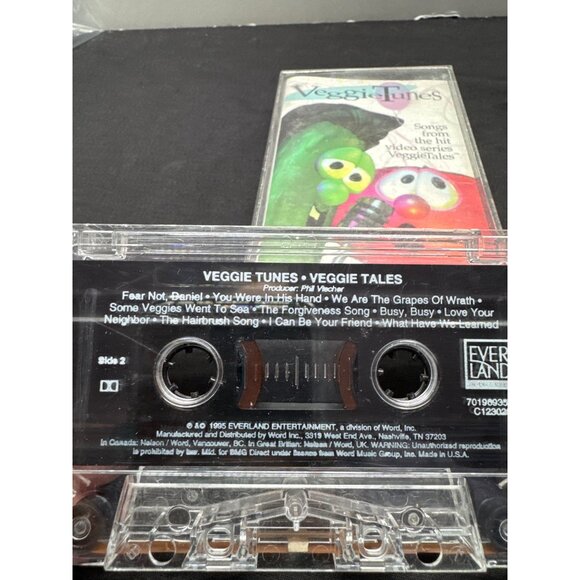 VeggieTunes
Songs
from
the hit
video series
VeggieTales™
VEGGIE TUNES • VEGGIE TALES
Producer: Phil Vischer
Fear Not, Daniel • You Were In His Hand • We Are The Grapes Of Wrath •
Some Veggies Went To Sea • The Forgiveness Song • Busy, Busy • Love Your
Neighbor • The Hairbrush Song • I Can Be Your Friend • What Have We Learned
Side 2
EVER
LAND
7019693
C12302
℗ &© 1995 EVERLAND ENTERTAINMENT, a division of Word, Inc.
Manufactured and Distributed by Word Inc., 3319 West End Ave., Nashville, TN 37203
In Canada: Nelson / Word, Vancouver, BC. In Great Britian: Nelson / Word, UK. WARNING: Unauthorized reproduction
is prohibited by law. Mfd. for BMG Direct under license from Word Music Group, Inc. Made in U.S.A.